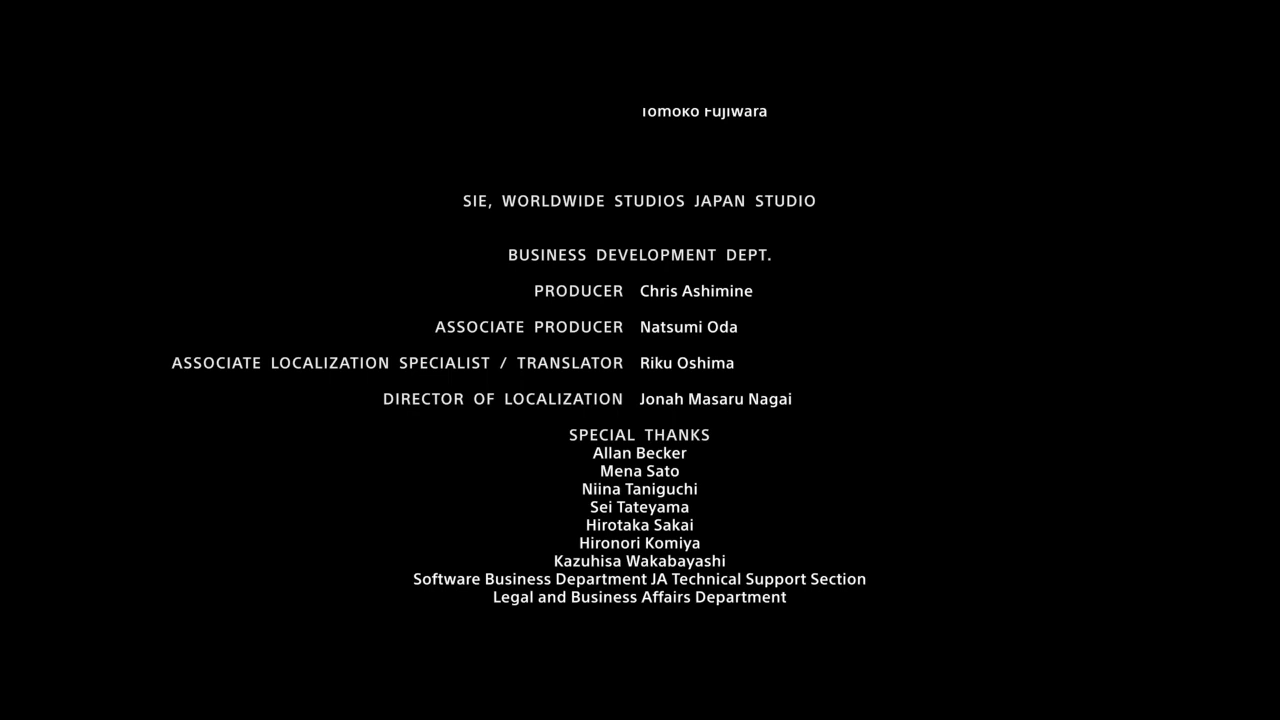 Tomoko Fujiwara
SIE, WORLDWIDE STUDIOS JAPAN STUDIO
BUSINESS DEVELOPMENT DEPT.
PRODUCER Chris Ashimine
ASSOCIATE PRODUCER Natsumi Oda
ASSOCIATE LOCALIZATION SPECIALIST / TRANSLATOR Riku Oshima
DIRECTOR OF LOCALIZATION Jonah Masaru Nagai
SPECIAL THANKS
Allan Becker
Mena Sato
Niina Taniguchi
Sei Tateyama
Hirotaka Sakai
Hironori Komiya
Kazuhisa Wakabayashi
Software Business Department JA Technical Support Section
Legal and Business Affairs Department